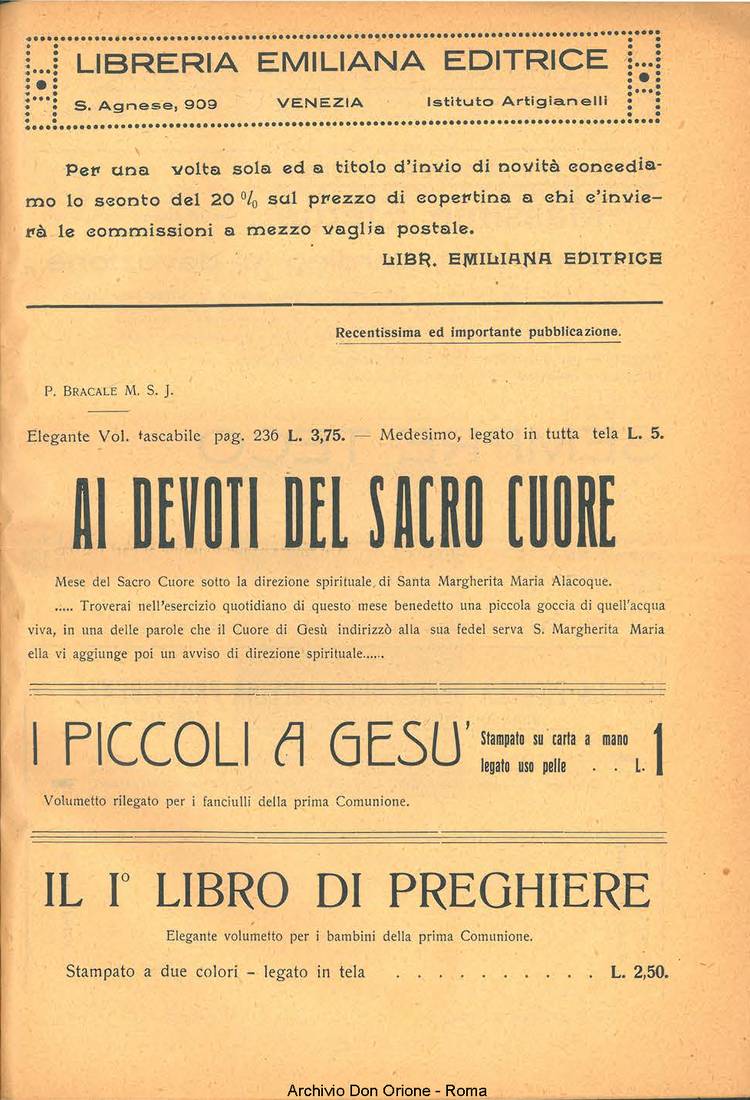 LIBRERIA EMILIANA EDITRICE
S. Agnese, 909 VENEZIA Istituto Artigianelli
Per una volta sola ed a titolo d'invio di novità concedia-
mo lo sconto del 20 % sul prezzo di copertina a chi c'invie-
rà le commissioni a mezzo vaglia postale.
LIBR. EMILIANA EDITRICE
Recentissima ed importante pubblicazione.
P. BRACALE M. S. J.
Elegante Vol. tascabile pag. 236 L. 3,75. — Medesimo, legato in tutta tela L. 5.
AI DEVOTI DEL SACRO CUORE
Mese del Sacro Cuore sotto la direzione spirituale, di Santa Margherita Maria Alacoque.
..... Troverai nell'esercizio quotidiano di questo mese benedetto una piccola goccia di quell'acqua
viva, in una delle parole che il Cuore di Gesù indirizzò alla sua fedel serva S. Margherita Maria
ella vi aggiunge poi un avviso di direzione spirituale......
I PICCOLI A GESU' Stampato su carta a mano
legato uso pelle . . L. 1
Volumetto rilegato per i fanciulli della prima Comunione.
IL I° LIBRO DI PREGHIERE
Elegante volumetto per i bambini della prima Comunione.
Stampato a due colori - legato in tela . . . . . . . . . . L. 2,50.
Archivio Don Orione - Roma